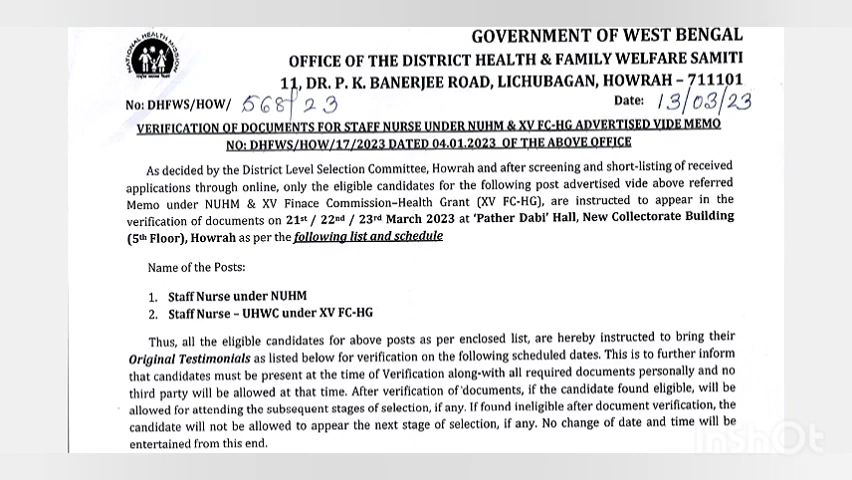 NATIONAL HEALTH MISSION
GOVERNMENT OF WEST BENGAL
OFFICE OF THE DISTRICT HEALTH & FAMILY WELFARE SAMITI
11, DR. P. K. BANERJEE ROAD, LICHUBAGAN, HOWRAH – 711101
No: DHFWS/HOW/ 568/23 Date: 13/03/23
VERIFICATION OF DOCUMENTS FOR STAFF NURSE UNDER NUHM & XV FC-HG ADVERTISED VIDE MEMO
NO: DHFWS/HOW/17/2023 DATED 04.01.2023 OF THE ABOVE OFFICE
As decided by the District Level Selection Committee, Howrah and after screening and short-listing of received
applications through online, only the eligible candidates for the following post advertised vide above referred
Memo under NUHM & XV Finace Commission–Health Grant (XV FC-HG), are instructed to appear in the
verification of documents on 21st / 22nd / 23rd March 2023 at ‘Pather Dabi’ Hall, New Collectorate Building
(5th Floor), Howrah as per the following list and schedule
Name of the Posts:
1. Staff Nurse under NUHM
2. Staff Nurse – UHWC under XV FC-HG
Thus, all the eligible candidates for above posts as per enclosed list, are hereby instructed to bring their
Original Testimonials as listed below for verification on the following scheduled dates. This is to further inform
that candidates must be present at the time of Verification along-with all required documents personally and no
third party will be allowed at that time. After verification of documents, if the candidate found eligible, will be
allowed for attending the subsequent stages of selection, if any. If found ineligible after document verification, the
candidate will not be allowed to appear the next stage of selection, if any. No change of date and time will be
entertained from this end.
InShOt